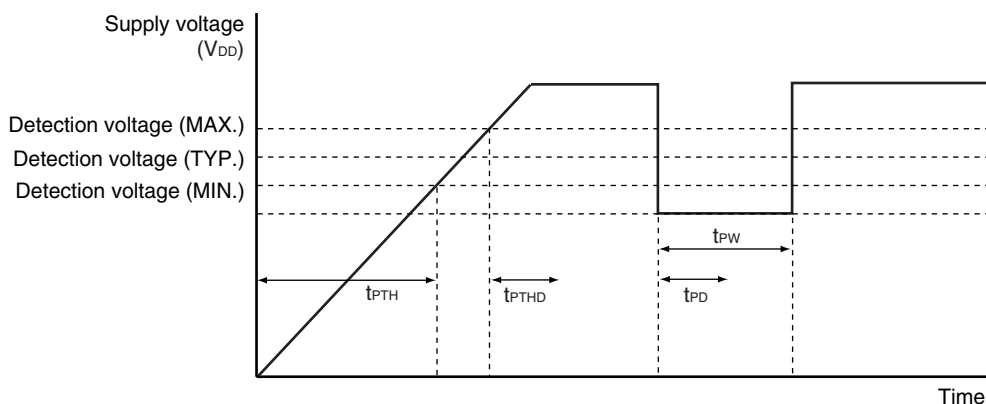 Supply voltage
(VDD)
Detection voltage (MAX.)
Detection voltage (TYP.)
Detection voltage (MIN.)
tPW
tPTH
tPTHD
tPD
Time